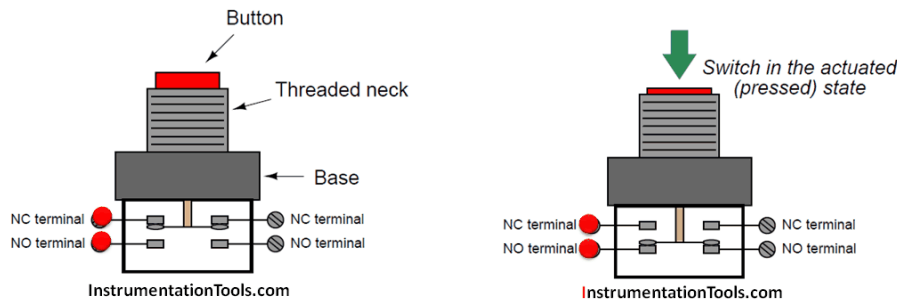 Button
Threaded neck
Base
NC terminal
NC terminal
NO terminal
NO terminal
InstrumentationTools.com
Switch in the actuated
(pressed) state
NC terminal
NC terminal
NO terminal
NO terminal
InstrumentationTools.com